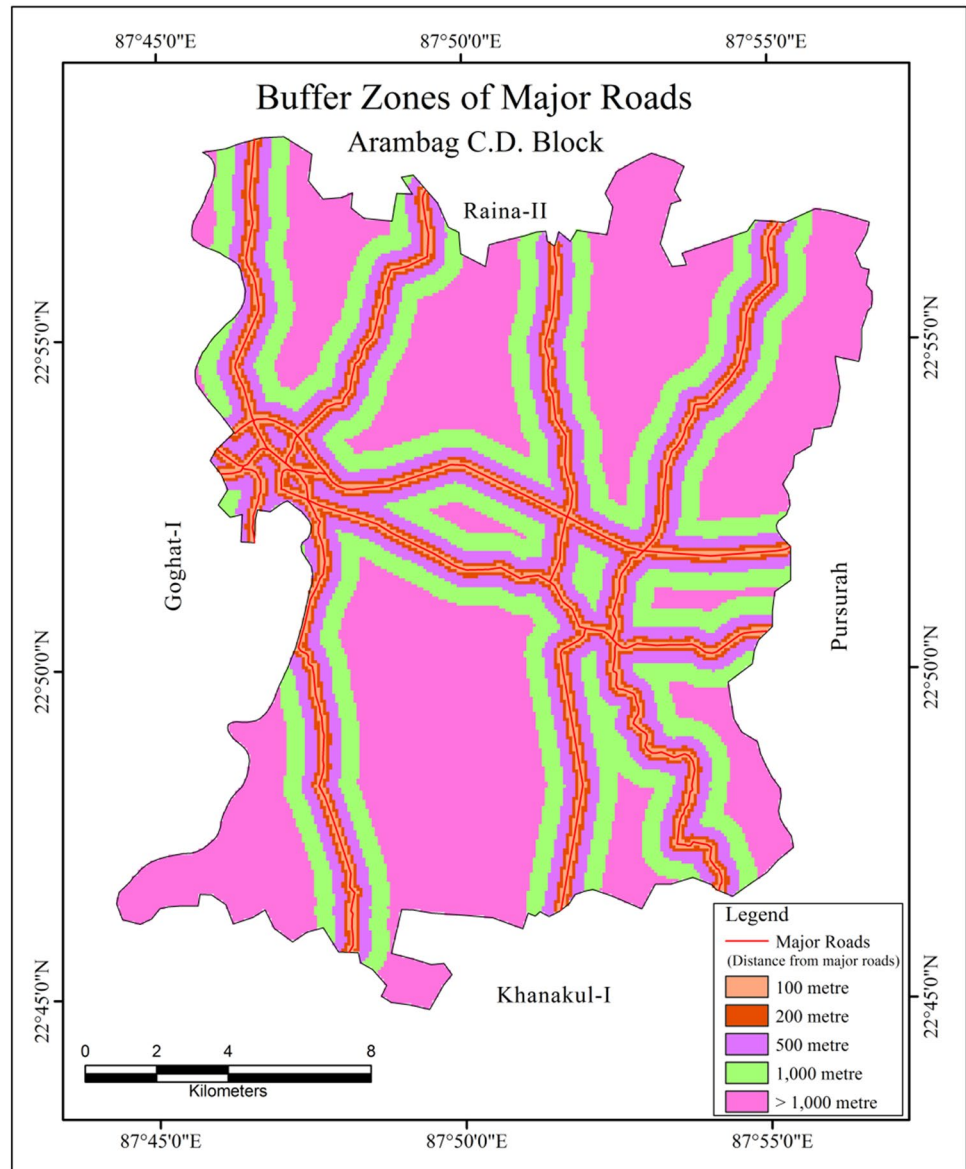 87°45'0"E 87°50'0"E 87°55'0"E
Buffer Zones of Major Roads
Arambag C.D. Block
Raina-II
22°55'0"N
22°55'0"N
Goghat-I
Pursurah
22°50'0"N
22°50'0"N
Khanakul-I
22°45'0"N
22°45'0"N
Legend
Major Roads
(Distance from major roads)
100 metre
200 metre
500 metre
1,000 metre
> 1,000 metre
0 2 4 8
Kilometers
87°45'0"E 87°50'0"E 87°55'0"E